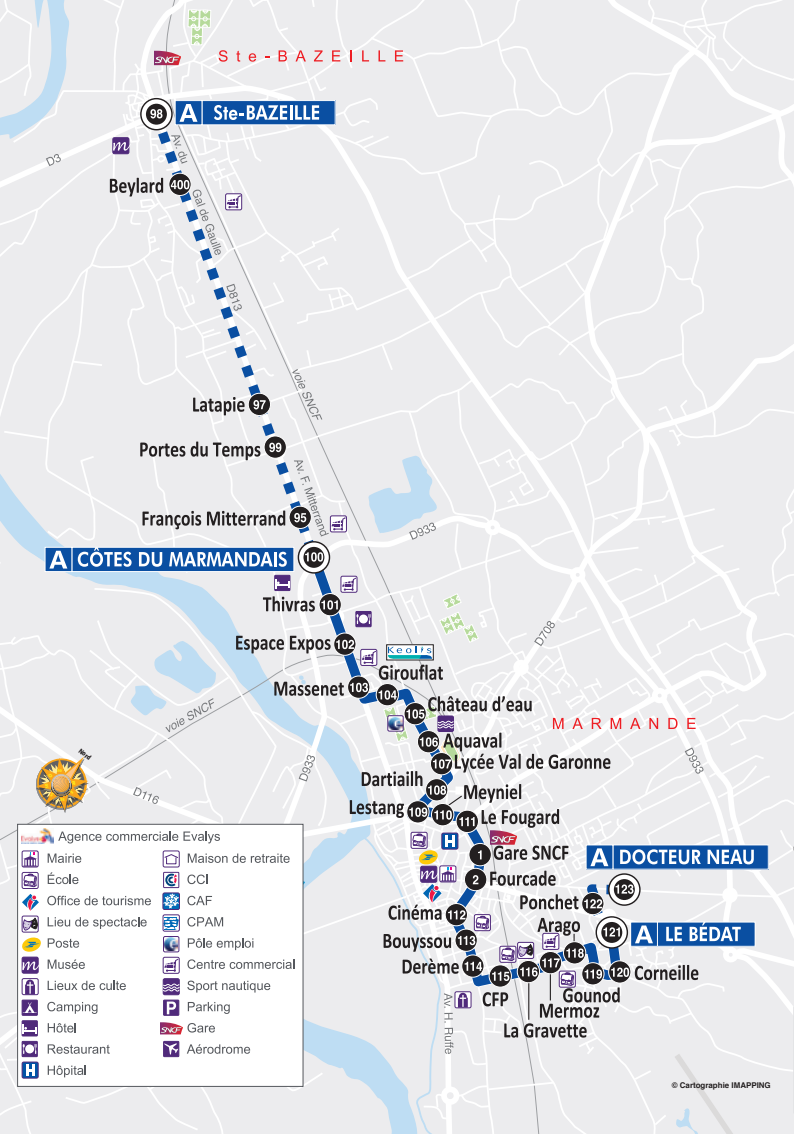 SNCF
Ste-BAZEILLE
98
A Ste-BAZEILLE
D3
m
Av. du
Gal de Gaulle
Beylard 400
D813
voie SNCF
Latapie 97
Portes du Temps 99
Av. F. Mitterrand
François Mitterrand 95
D933
A CÔTES DU MARMANDAIS 100
Thivras 101
Espace Expos 102
Keolis
D708
Massenet 103
Girouflat
104
105 Château d'eau
voie SNCF
MARMANDE
106 Aquaval
107 Lycée Val de Garonne
D933
D933
Nord
D116
Dartiailh 108
Meyniel
Lestang 109
110
111 Le Fougard
H
SNCF
1 Gare SNCF
A DOCTEUR NEAU
123
m
2 Fourcade
Ponchet 122
Cinéma 112
Arago
121
A LE BÉDAT
Bouyssou 113
118
Derème 114
115
116
117
119
120 Corneille
CFP
Gounod
Mermoz
La Gravette
Av. H. Ruffe
Evalys Agence commerciale Evalys
Mairie
École
Office de tourisme
Lieu de spectacle
Poste
m Musée
Lieux de culte
Camping
Hôtel
Restaurant
H Hôpital
Maison de retraite
CCI
CAF
CPAM
Pôle emploi
Centre commercial
Sport nautique
P Parking
SNCF Gare
Aérodrome
© Cartographie IMAPPING